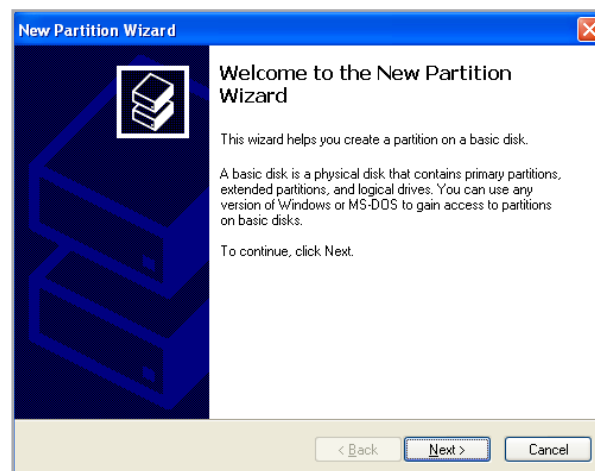 New Partition Wizard
Welcome to the New Partition
Wizard
This wizard helps you create a partition on a basic disk.
A basic disk is a physical disk that contains primary partitions,
extended partitions, and logical drives. You can use any
version of Windows or MS-DOS to gain access to partitions
on basic disks.
To continue, click Next.
< Back Next > Cancel